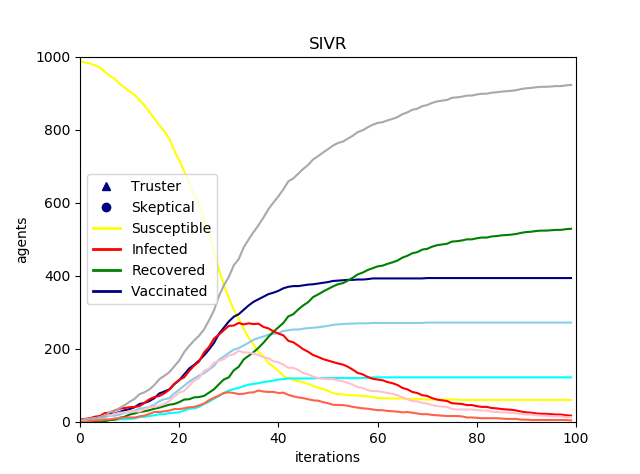 SIVR
1000
800
600
400
200
0
agents
Truster
Skeptical
Susceptible
Infected
Recovered
Vaccinated
0 20 40 60 80 100
iterations